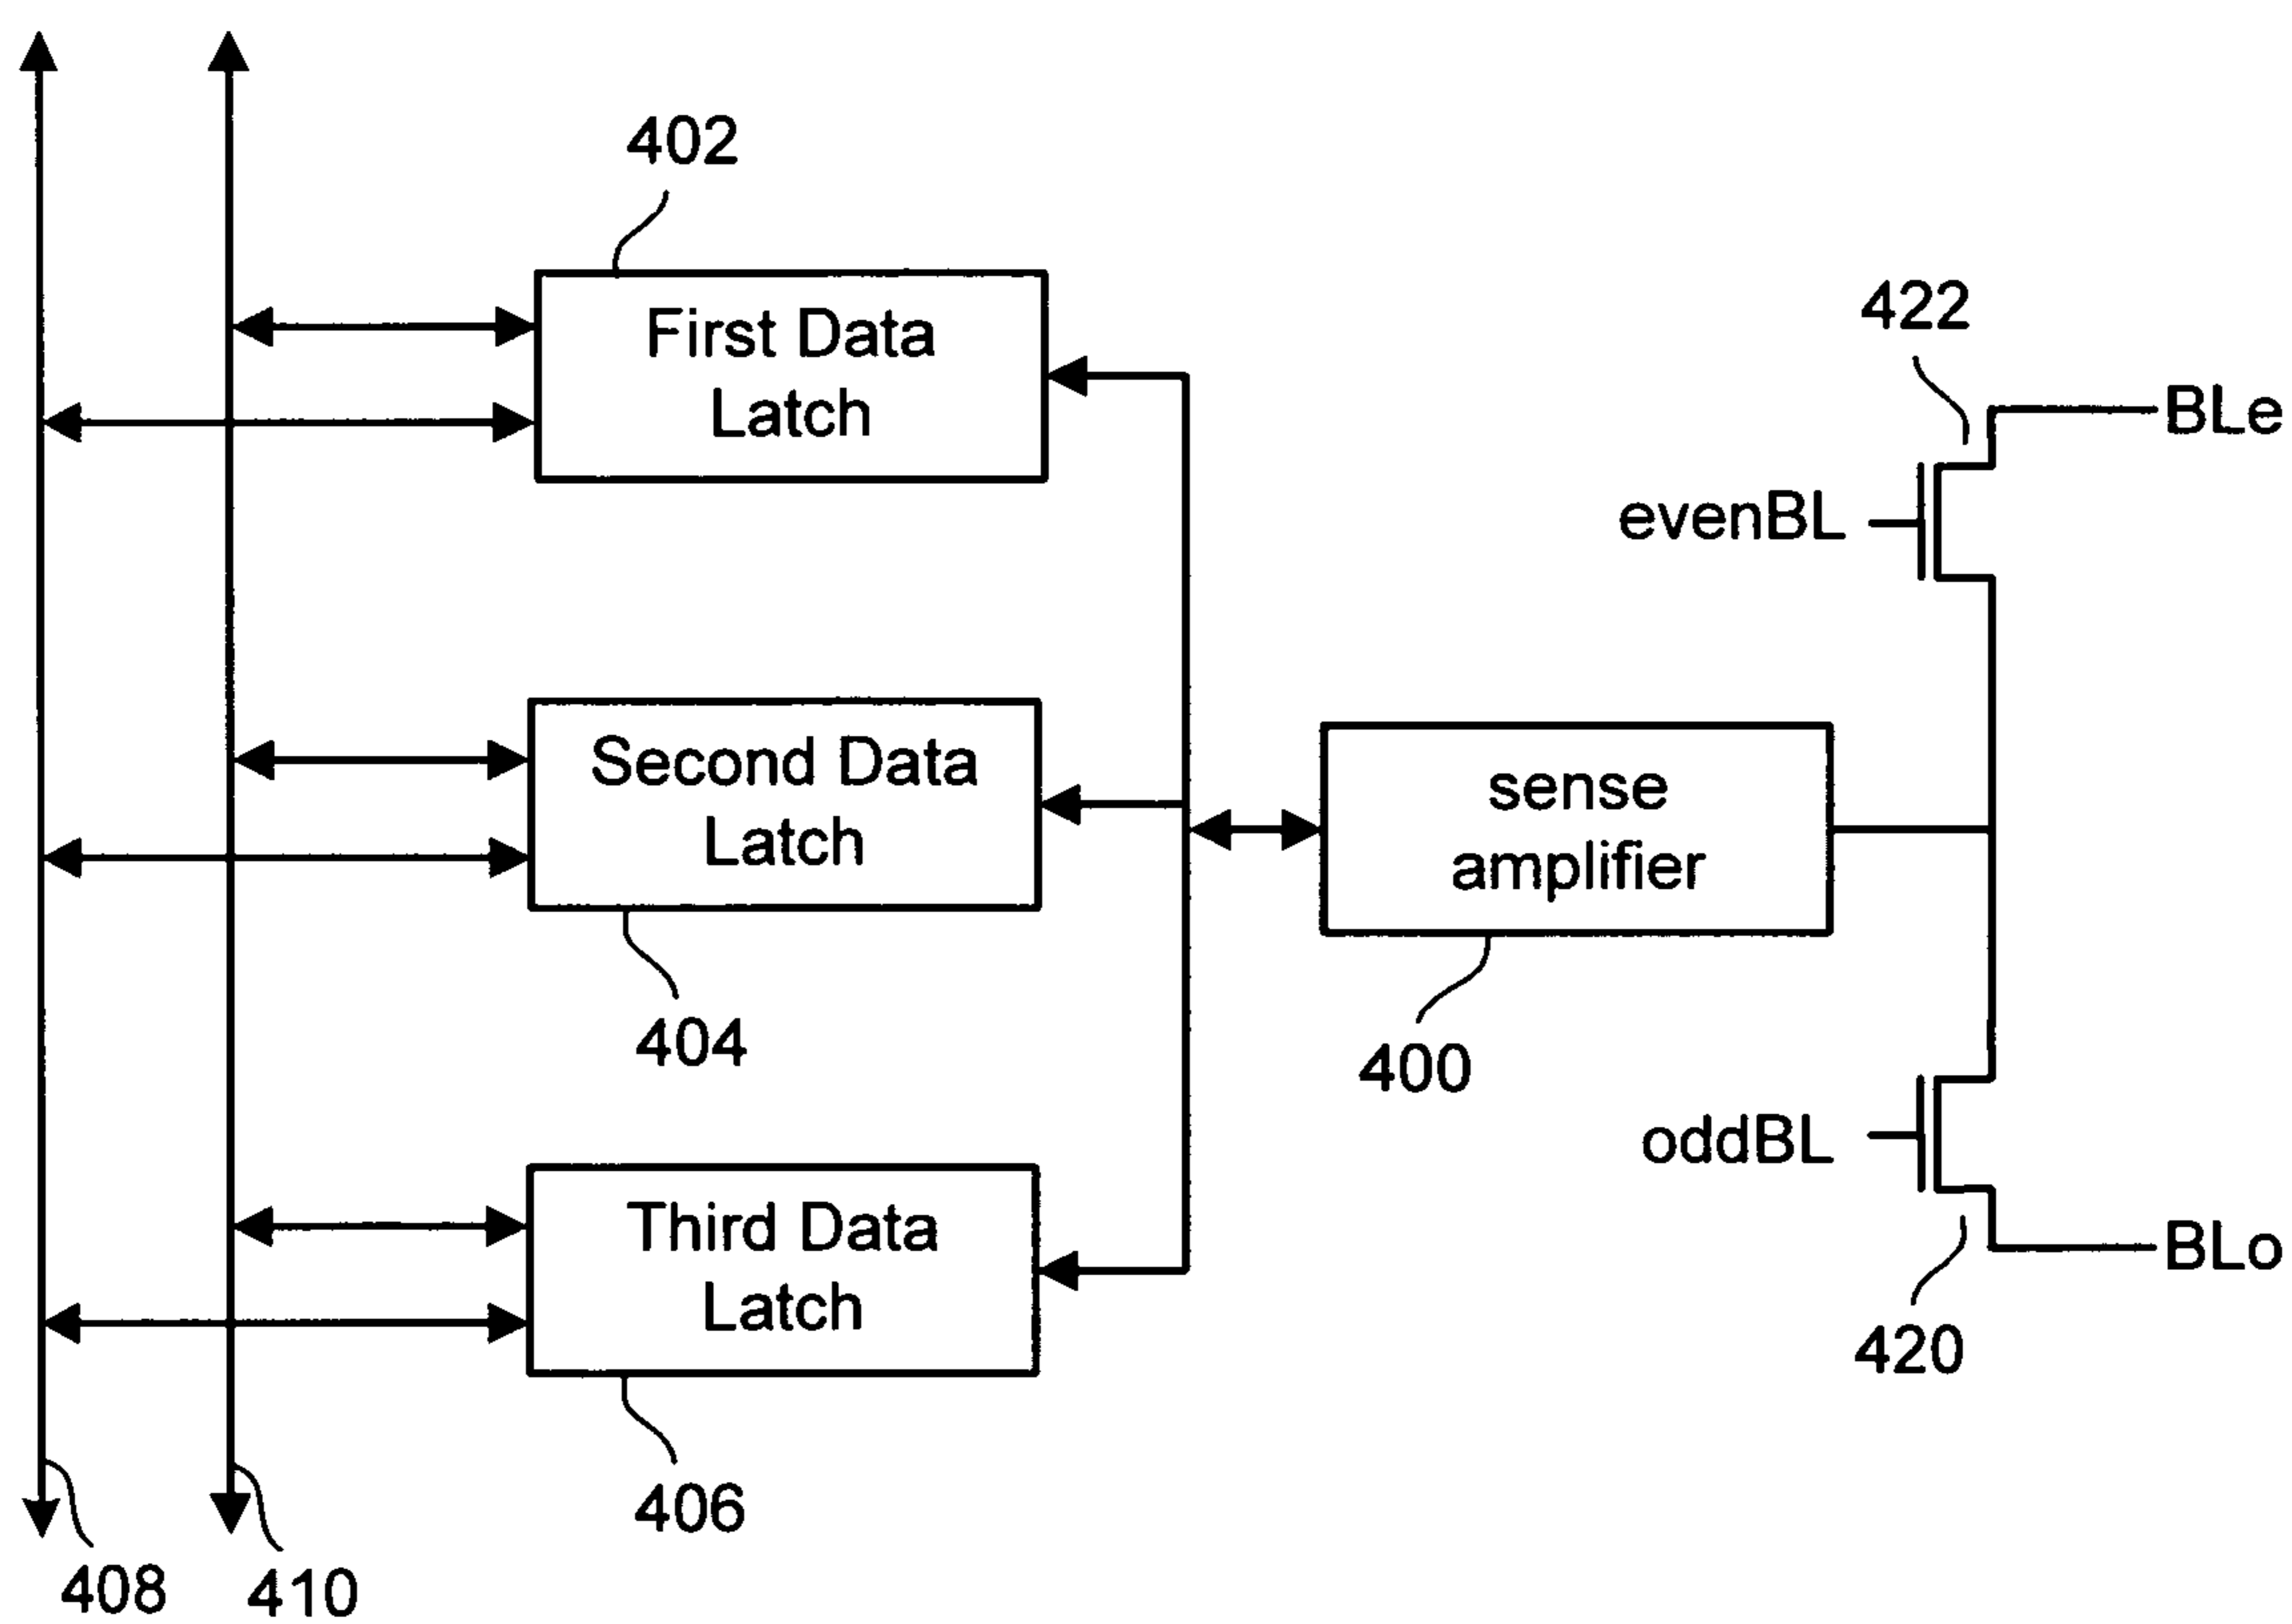 402
First Data
Latch
422
BLe
evenBL
Second Data
Latch
sense
amplifier
404
400
oddBL
Third Data
Latch
BLo
420
406
408
410